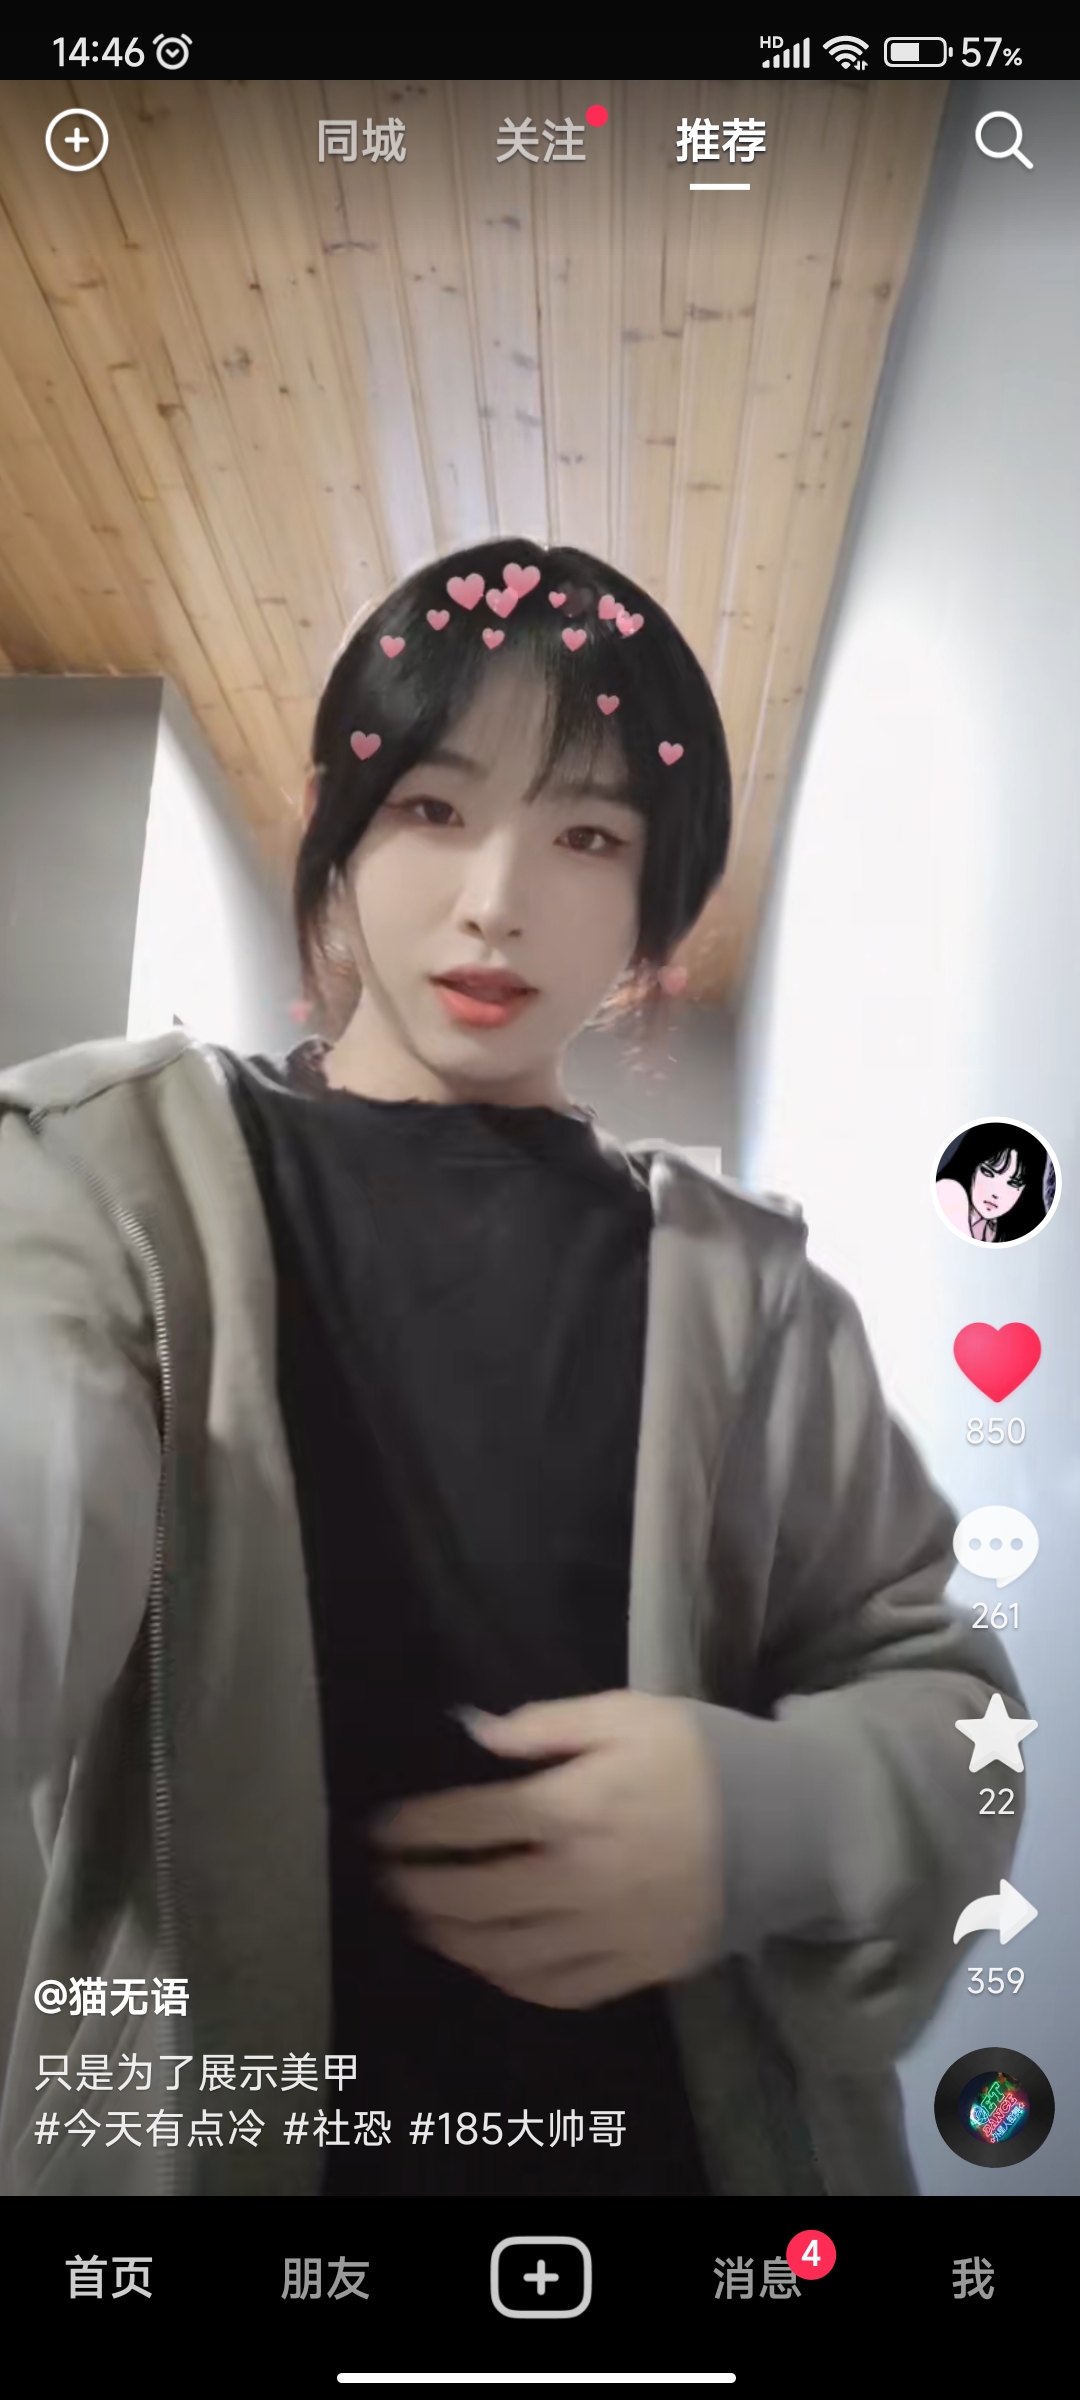 14:46 HD 57%
同城 关注 推荐
850
261
22
359
@猫无语
只是为了展示美甲
#今天有点冷 #社恐 #185大帅哥
首页 朋友 消息 4 我